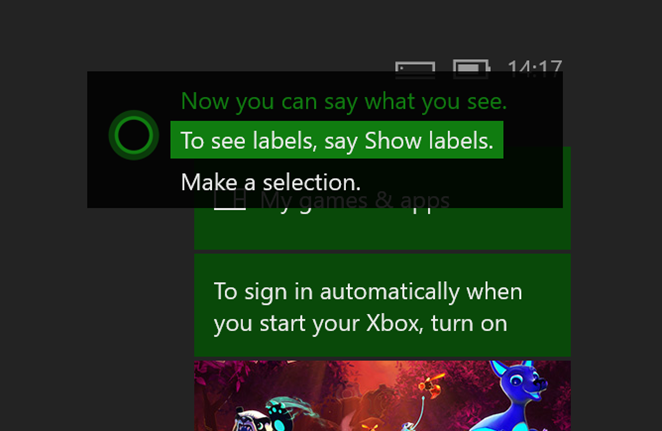 14:17
Now you can say what you see.
To see labels, say Show labels.
Make a selection.
My games & apps
To sign in automatically when
you start your Xbox, turn on